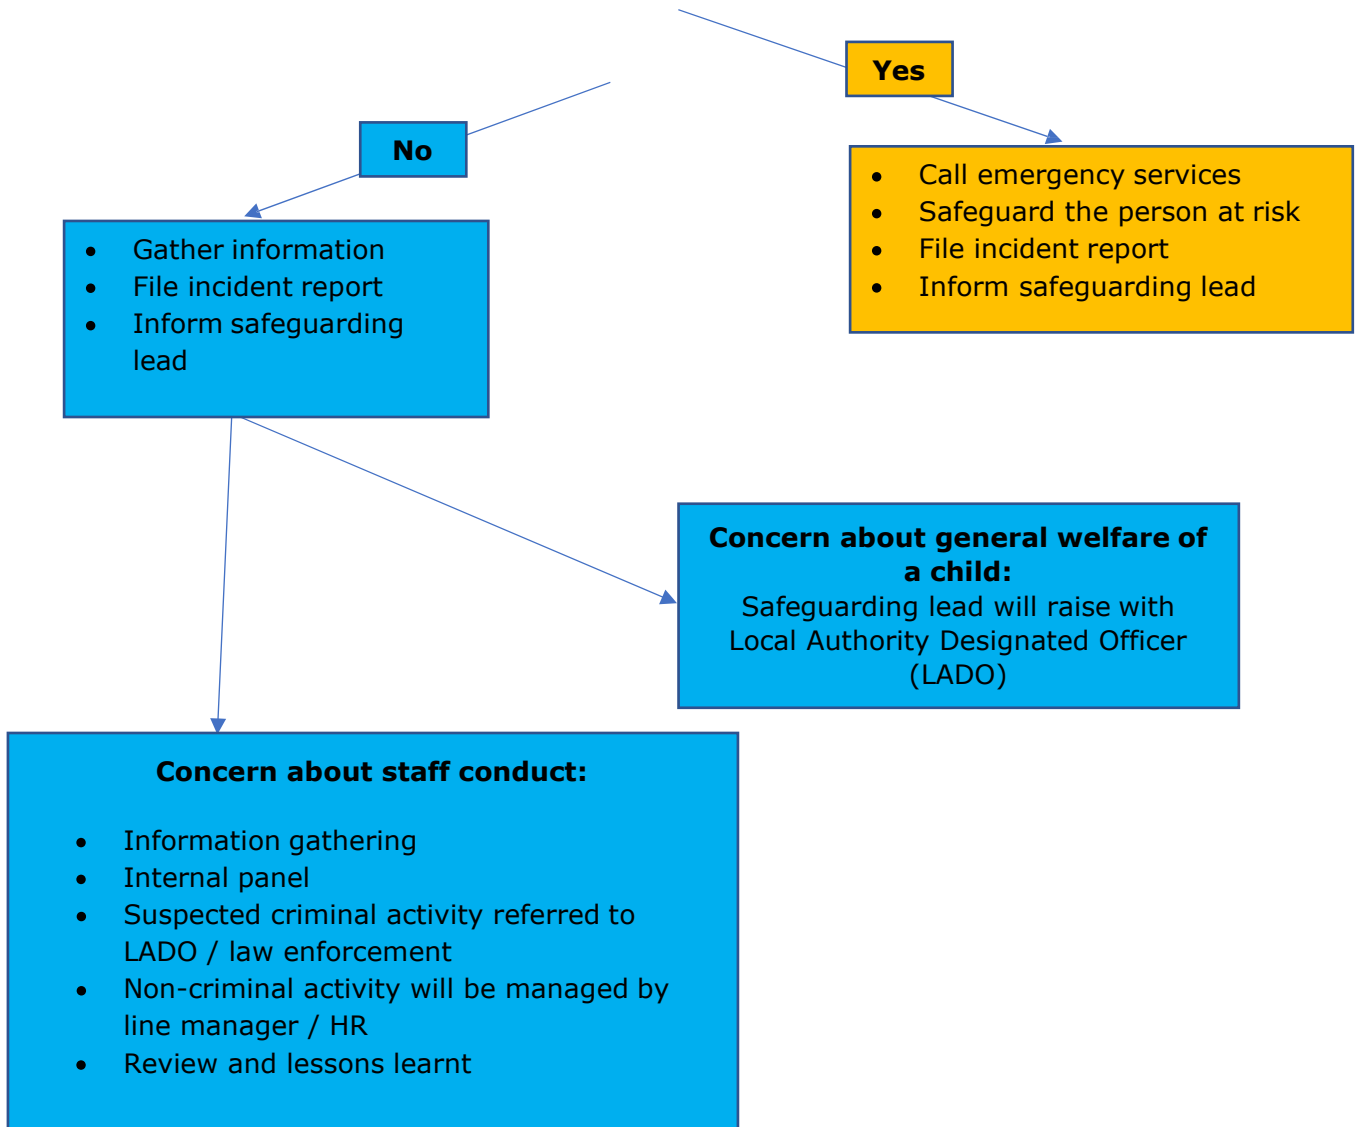 Yes
No
• Call emergency services
• Safeguard the person at risk
• File incident report
• Inform safeguarding lead
• Gather information
• File incident report
• Inform safeguarding
lead
Concern about general welfare of
a child:
Safeguarding lead will raise with
Local Authority Designated Officer
(LADO)
Concern about staff conduct:
• Information gathering
• Internal panel
• Suspected criminal activity referred to
LADO / law enforcement
• Non-criminal activity will be managed by
line manager / HR
• Review and lessons learnt